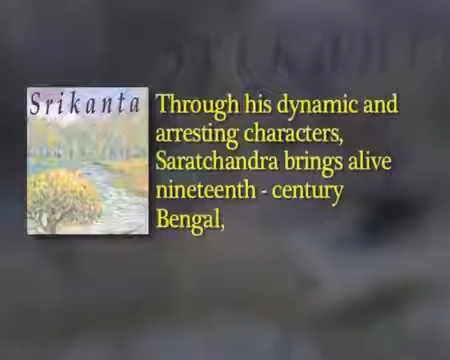 Srikanta
Through his dynamic and
arresting characters,
Saratchandra brings alive
nineteenth - century
Bengal,